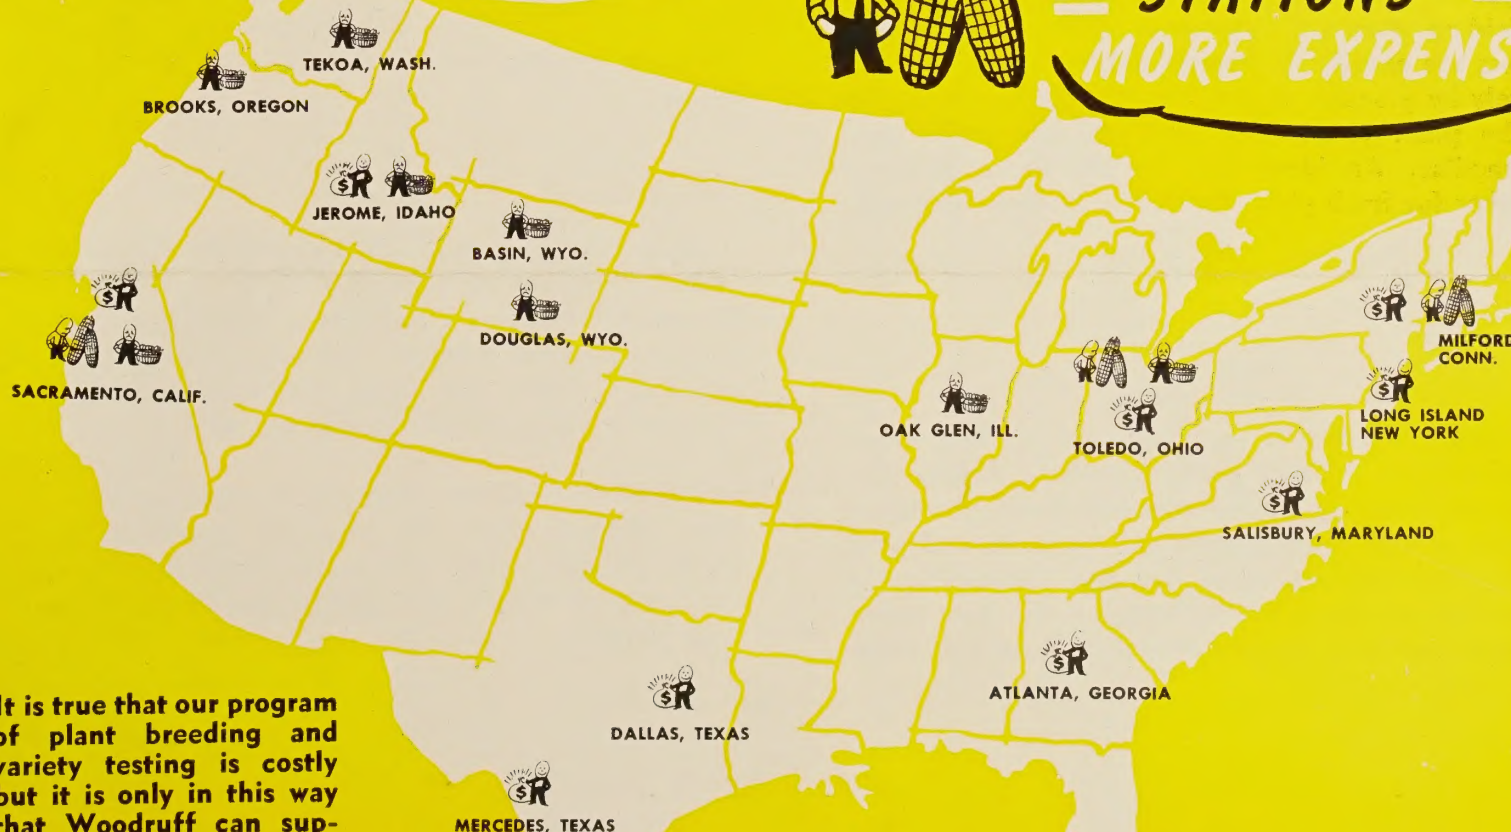 STATIONS
MORE EXPENS
TEKOA, WASH.
BROOKS, OREGON
JEROME, IDAHO
BASIN, WYO.
DOUGLAS, WYO.
SACRAMENTO, CALIF.
OAK GLEN, ILL.
TOLEDO, OHIO
MILFORD
CONN.
LONG ISLAND
NEW YORK
SALISBURY, MARYLAND
ATLANTA, GEORGIA
DALLAS, TEXAS
MERCEDES, TEXAS
$
$
$
$
$
$
$
$
$
It is true that our program
of plant breeding and
variety testing is costly
but it is only in this way
that Woodruff can sup-